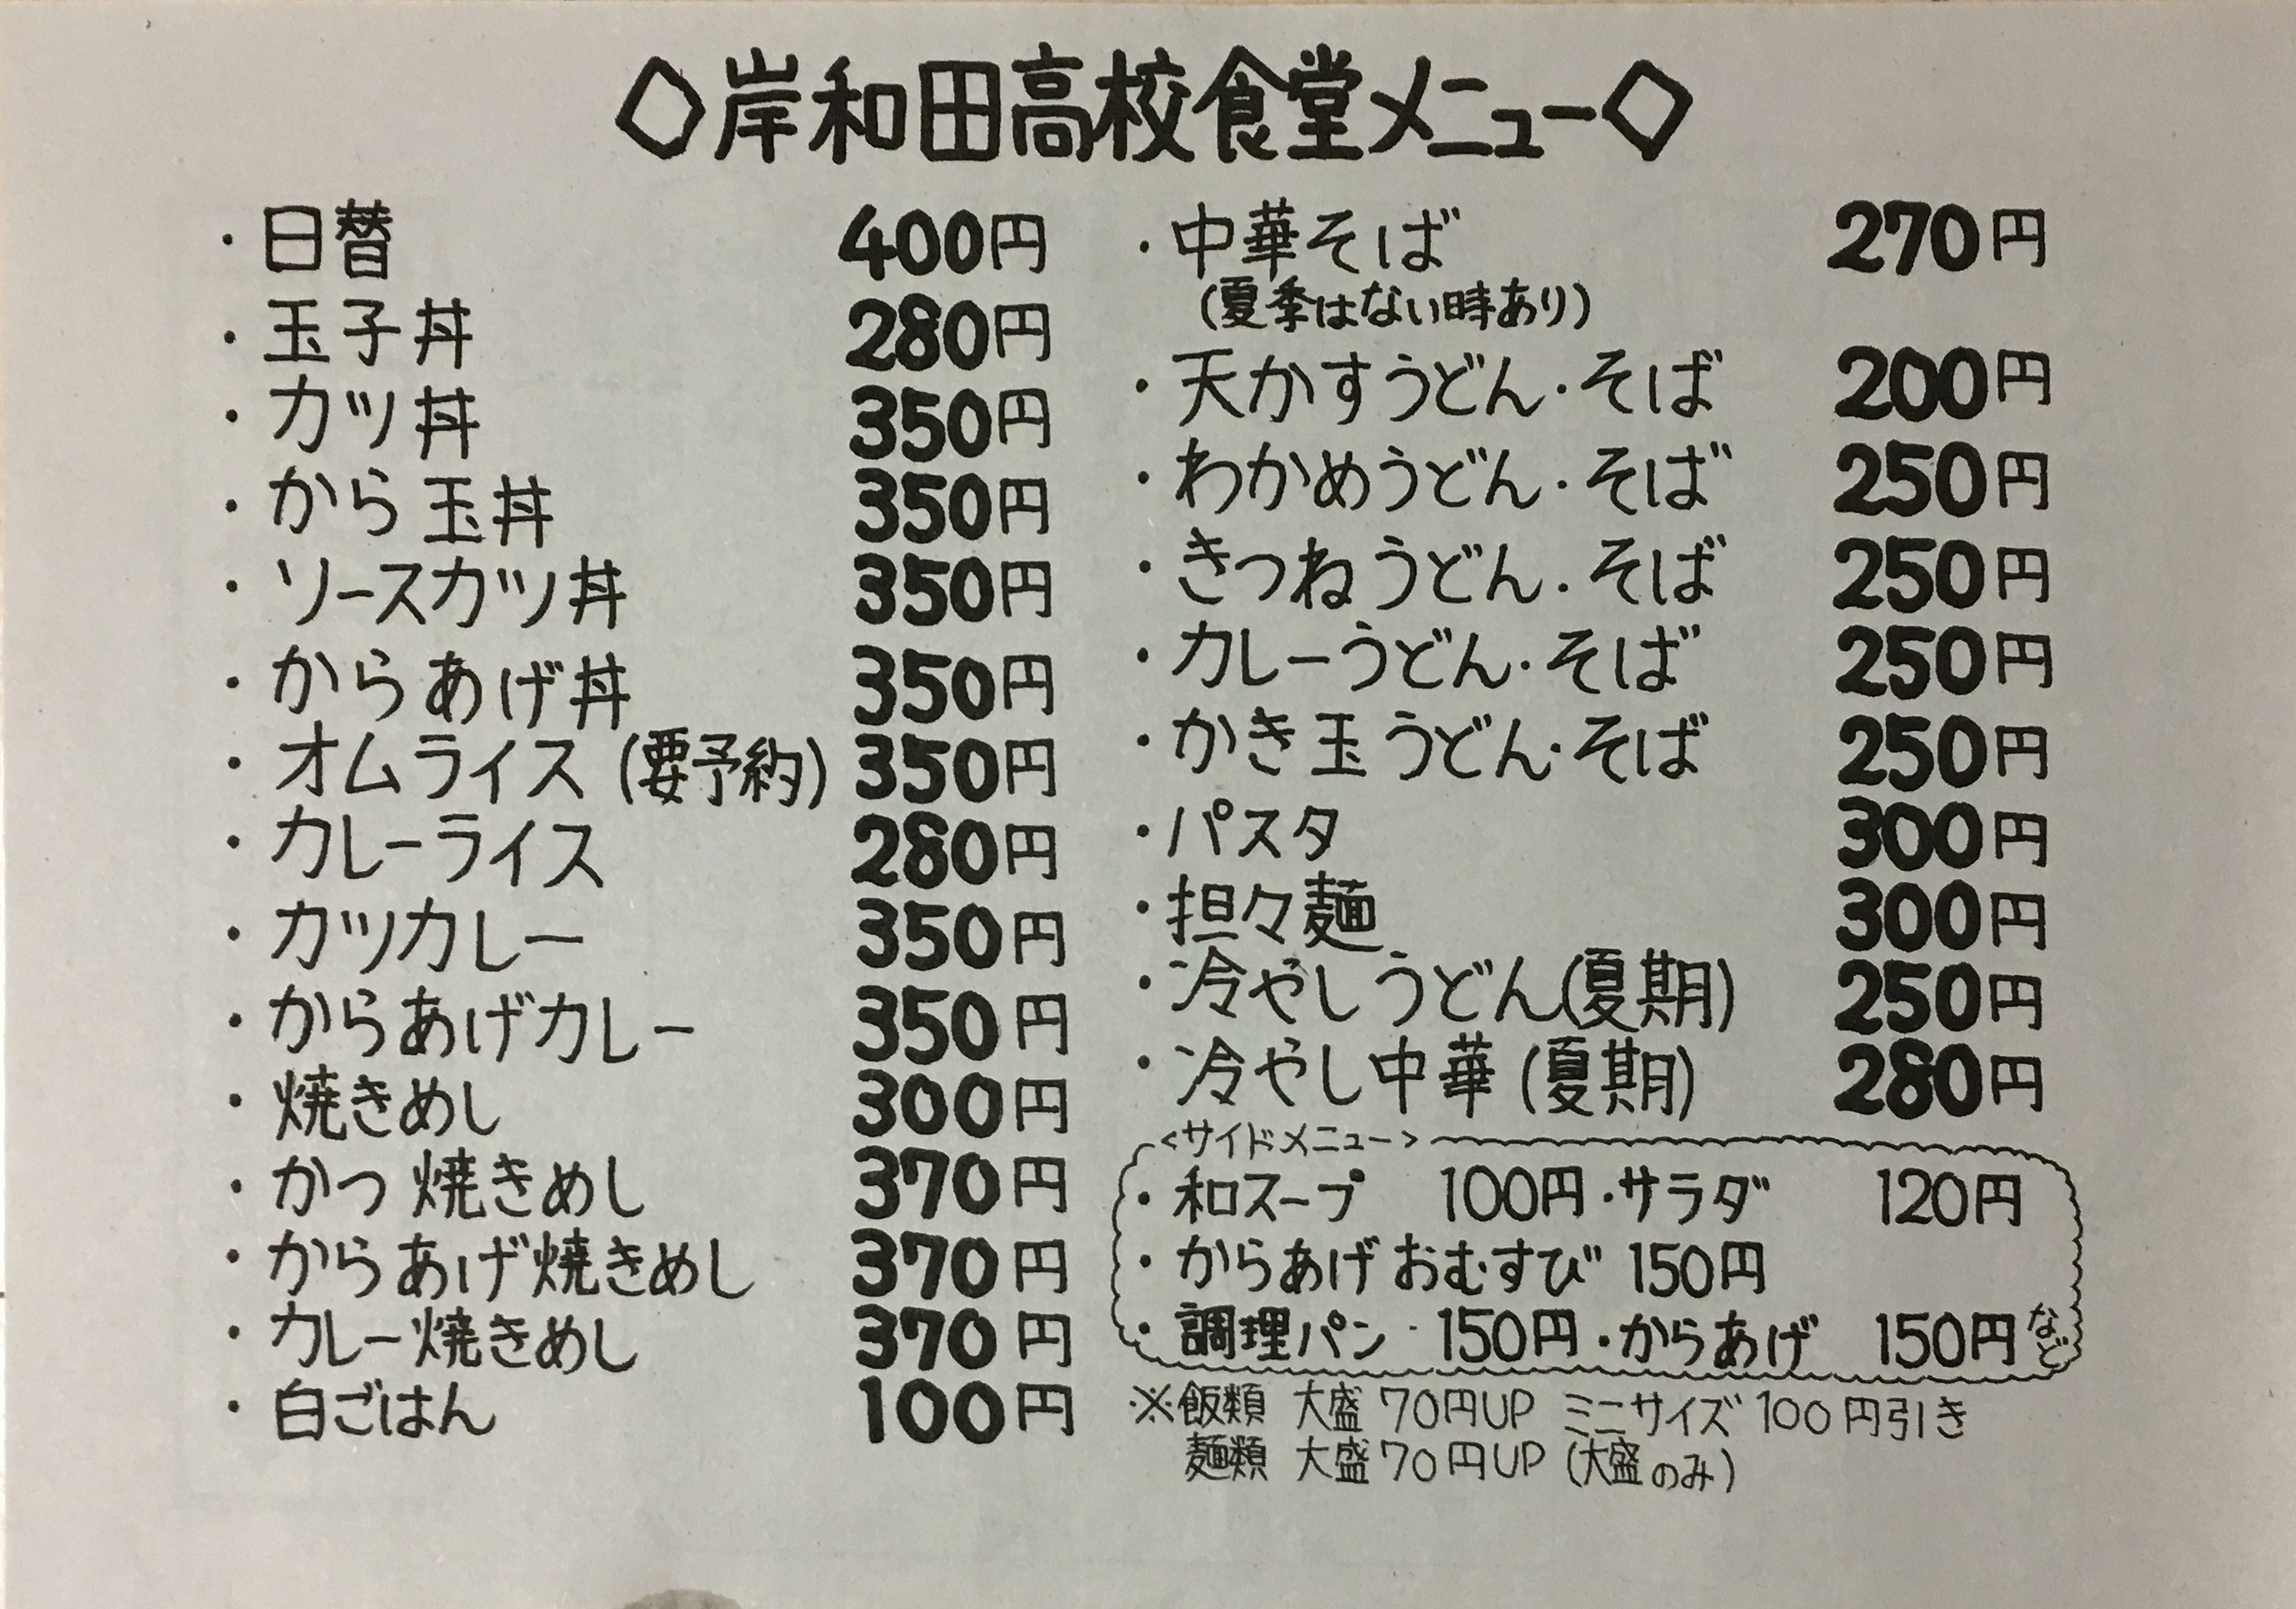 ◇岸和田高校食堂メニュー◇
・日替 400円
・玉子丼 280円
・カツ丼 350円
・から玉丼 350円
・ソースカツ丼 350円
・からあげ丼 350円
・オムライス (要予約) 350円
・カレーライス 280円
・カツカレー 350円
・からあげカレー 350円
・焼きめし 300円
・かつ焼きめし 370円
・からあげ焼きめし 370円
・カレー焼きめし 370円
・白ごはん 100円
・中華そば 270円
(夏季はない時あり)
・天かすうどん・そば 200円
・わかめうどん・そば 250円
・きつねうどん・そば 250円
・カレーうどん・そば 250円
・かき玉うどん・そば 250円
・パスタ 300円
・担々麺 300円
・冷やしうどん(夏期) 250円
・冷やし中華(夏期) 280円
<サイドメニュー>
・和スープ 100円・サラダ 120円
・からあげおむすび 150円
・調理パン 150円・からあげ 150円など
※飯類 大盛70円UP ミニサイズ100円引き
麺類 大盛70円UP (大盛のみ)